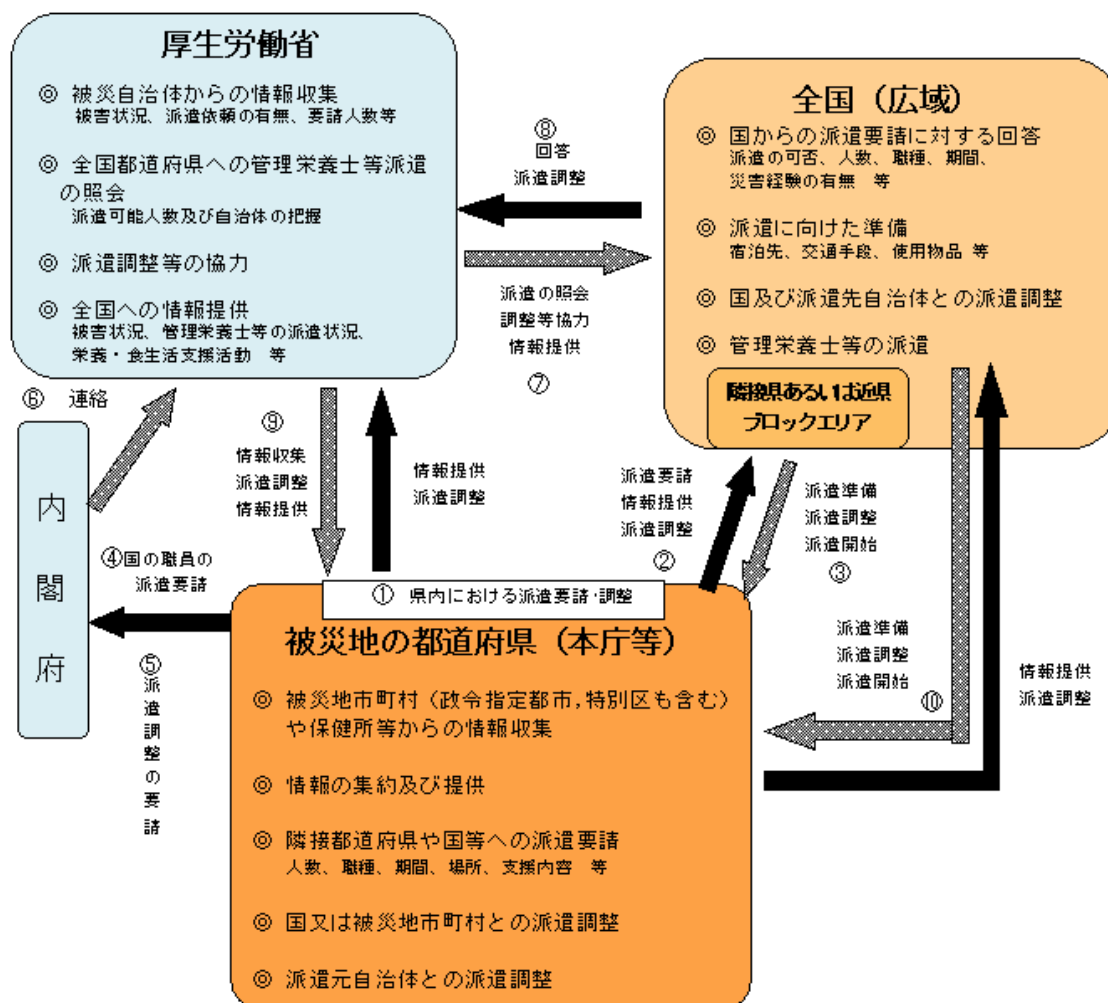 厚生労働省
◎ 被災自治体からの情報収集
被害状況、派遣依頼の有無、要請人数等
◎ 全国都道府県への管理栄養士等派遣
の照会
派遣可能人数及び自治体の把握
◎ 派遣調整等の協力
◎ 全国への情報提供
被害状況、管理栄養士等の派遣状況、
栄養・食生活支援活動 等
⑧
回答
派遣調整
派遣の照会
調整等協力
情報提供
⑦
全国（広域）
◎ 国からの派遣要請に対する回答
派遣の可否、人数、職種、期間、
災害経験の有無 等
◎ 派遣に向けた準備
宿泊先、交通手段、使用物品 等
◎ 国及び派遣先自治体との派遣調整
◎ 管理栄養士等の派遣
隣接県あるいは近県
ブロックエリア
⑥ 連絡
内閣府
⑨
情報収集
派遣調整
情報提供
情報提供
派遣調整
派遣要請
情報提供
派遣調整
②
派遣準備
派遣調整
派遣開始
③
④国の職員の
派遣要請
⑤派遣調整の要請
派遣準備
派遣調整
派遣開始
⑩
情報提供
派遣調整
① 県内における派遣要請・調整
被災地の都道府県（本庁等）
◎ 被災地市町村（政令指定都市,特別区も含む）
や保健所等からの情報収集
◎ 情報の集約及び提供
◎ 隣接都道府県や国等への派遣要請
人数、職種、期間、場所、支援内容 等
◎ 国又は被災地市町村との派遣調整
◎ 派遣元自治体との派遣調整